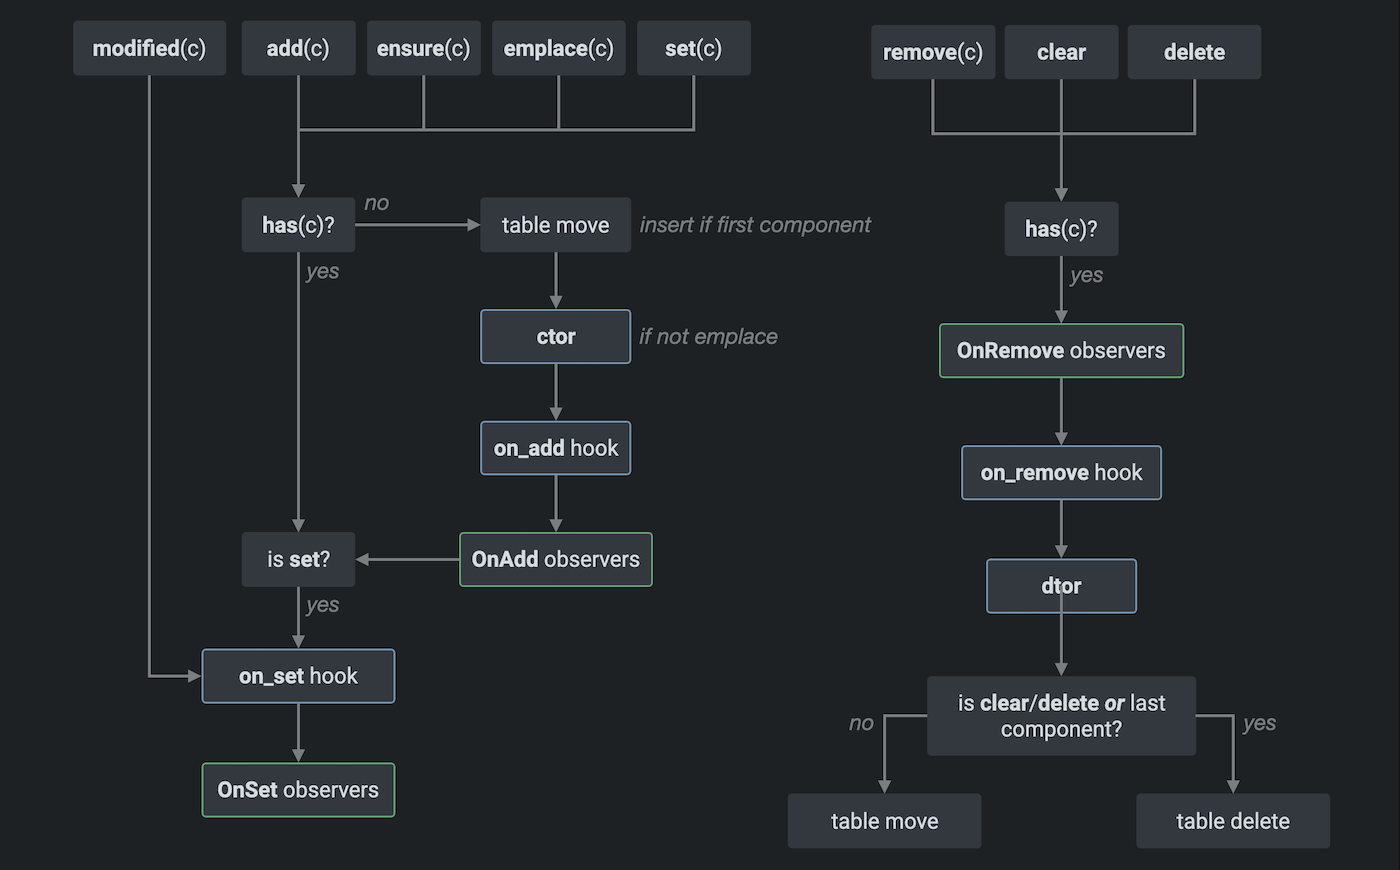 modified(c)
add(c)
ensure(c)
emplace(c)
set(c)
remove(c)
clear
delete
has(c)?
no
table move
insert if first component
yes
ctor
if not emplace
on_add hook
OnAdd observers
is set?
yes
on_set hook
OnSet observers
has(c)?
yes
OnRemove observers
on_remove hook
dtor
is clear/delete or last
component?
no
yes
table move
table delete